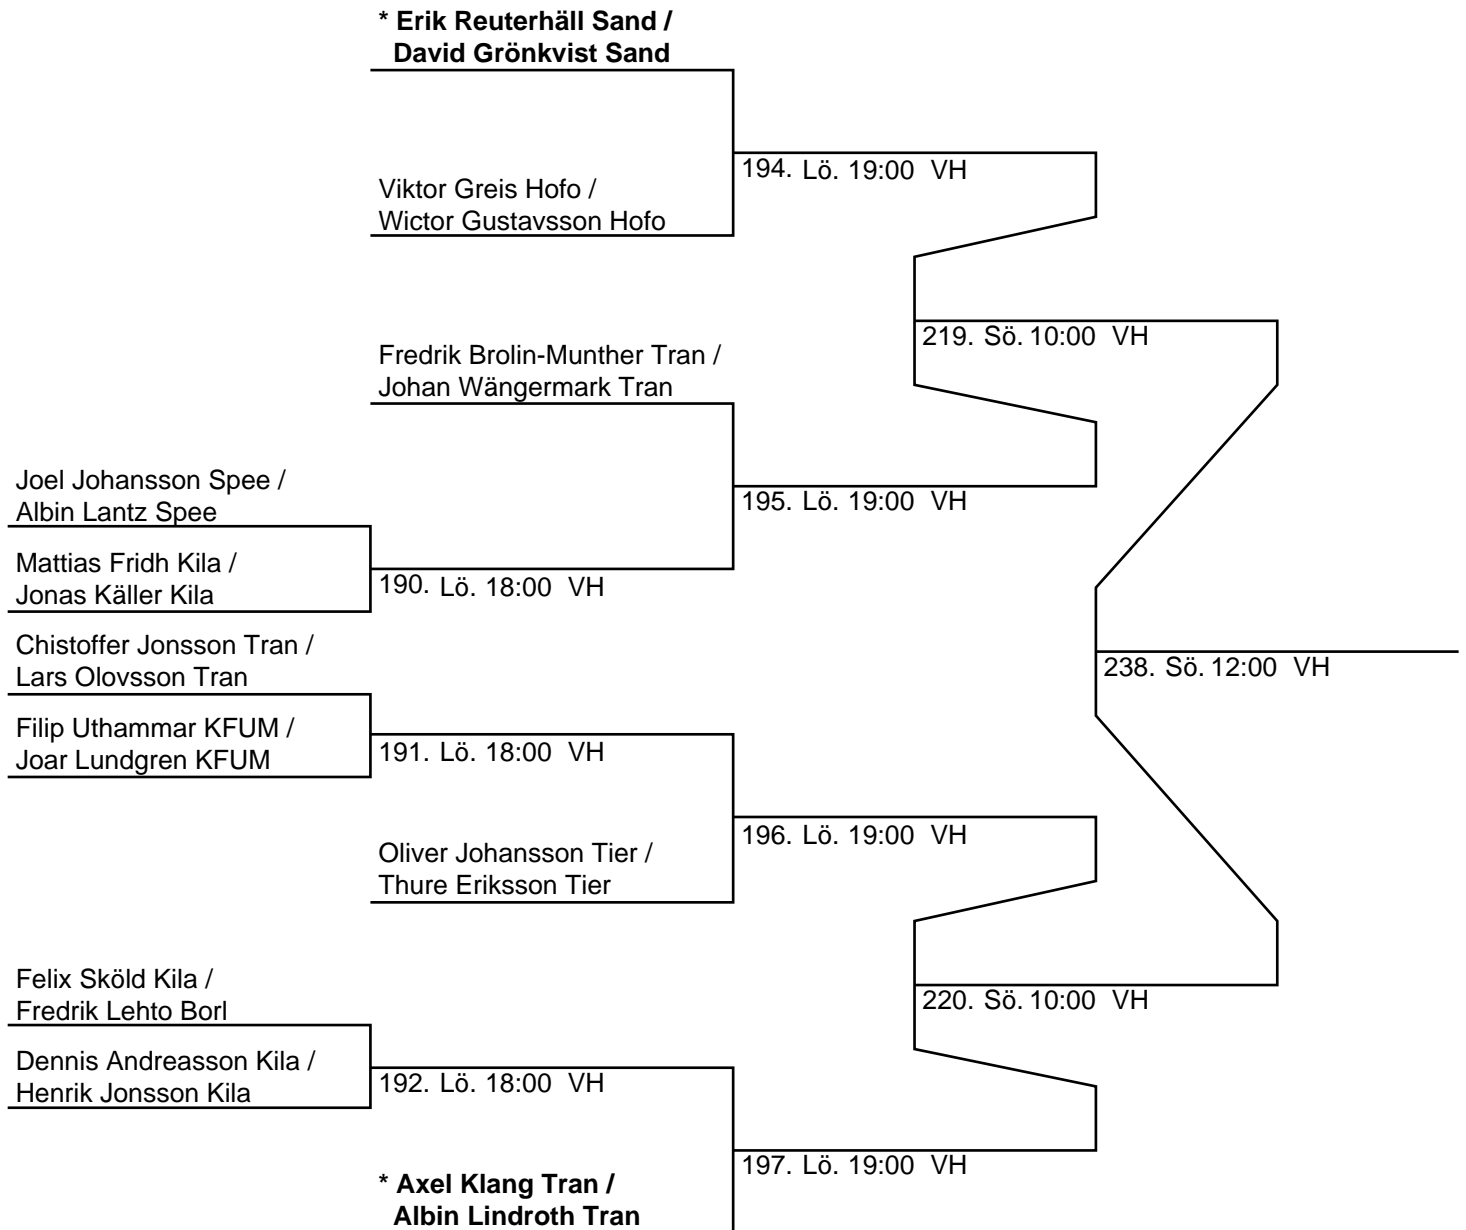 * Erik Reuterhäll Sand /
David Grönkvist Sand
194. Lö. 19:00 VH
Viktor Greis Hofo /
Wictor Gustavsson Hofo
219. Sö. 10:00 VH
Fredrik Brolin-Munther Tran /
Johan Wängermark Tran
Joel Johansson Spee /
Albin Lantz Spee
195. Lö. 19:00 VH
Mattias Fridh Kila /
Jonas Käller Kila
190. Lö. 18:00 VH
Chistoffer Jonsson Tran /
Lars Olovsson Tran
238. Sö. 12:00 VH
Filip Uthammar KFUM /
Joar Lundgren KFUM
191. Lö. 18:00 VH
196. Lö. 19:00 VH
Oliver Johansson Tier /
Thure Eriksson Tier
Felix Sköld Kila /
Fredrik Lehto Borl
220. Sö. 10:00 VH
Dennis Andreasson Kila /
Henrik Jonsson Kila
192. Lö. 18:00 VH
197. Lö. 19:00 VH
* Axel Klang Tran /
Albin Lindroth Tran